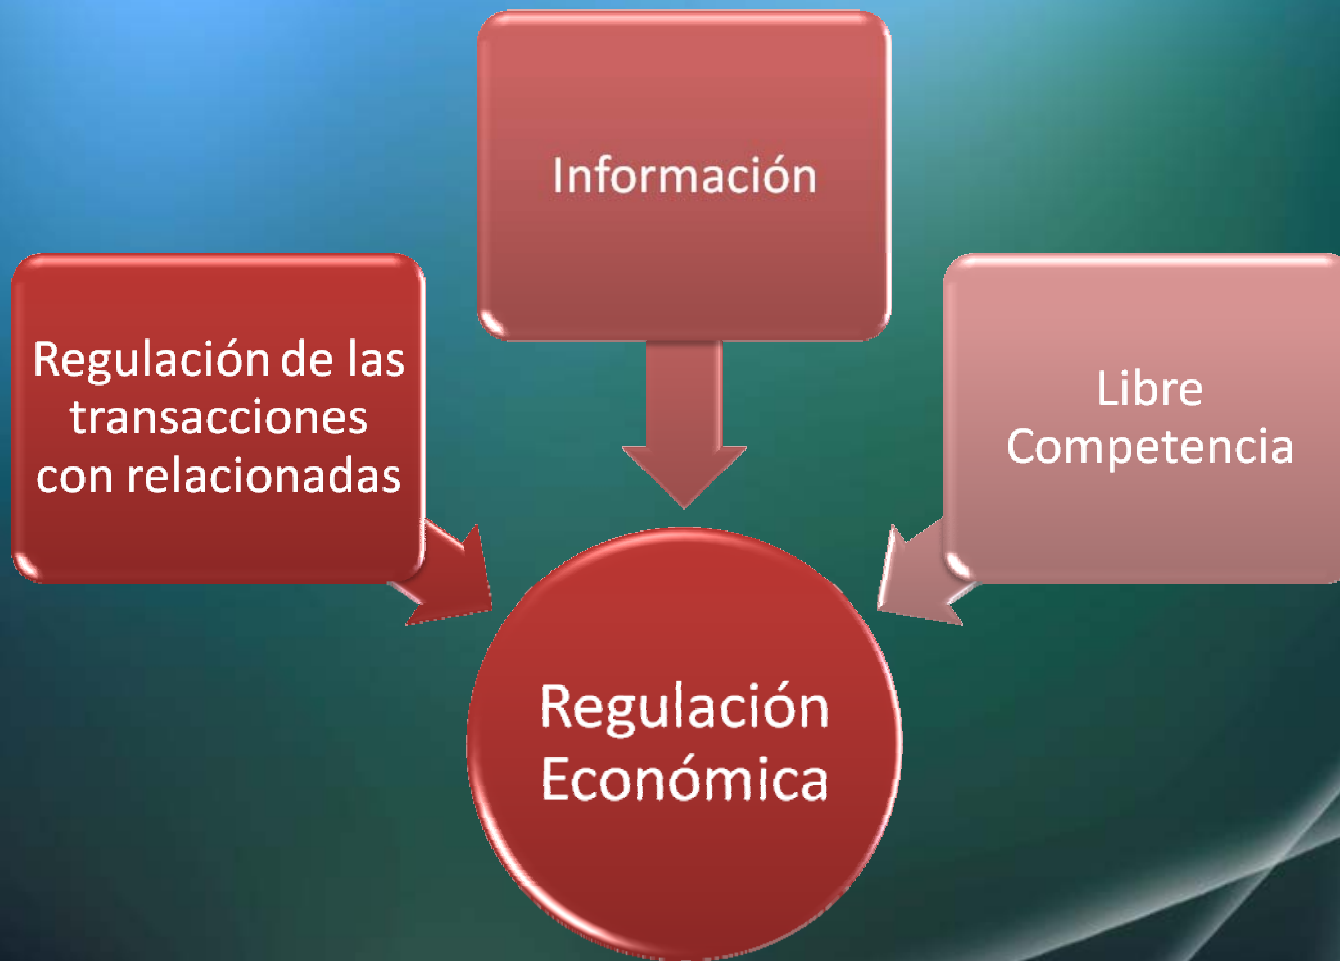 Información
Regulación de las
transacciones
con relacionadas
Libre
Competencia
Regulación
Económica